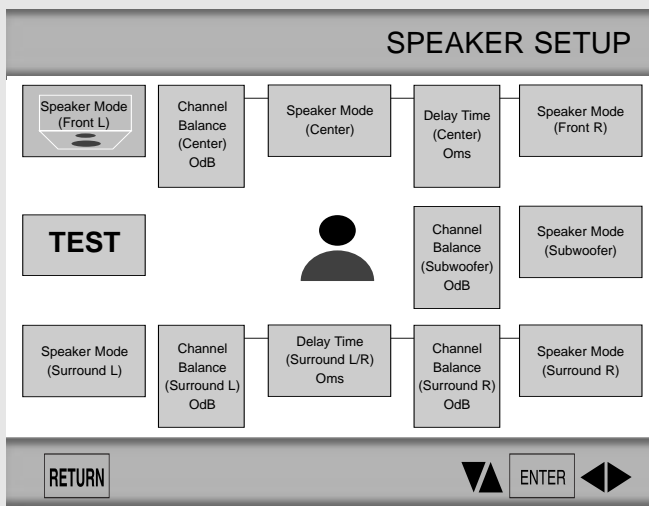 SPEAKER SETUP
Speaker Mode
(Front L)
Channel
Balance
(Center)
OdB
Speaker Mode
(Center)
Delay Time
(Center)
Oms
Speaker Mode
(Front R)
TEST
Channel
Balance
(Subwoofer)
OdB
Speaker Mode
(Subwoofer)
Speaker Mode
(Surround L)
Channel
Balance
(Surround L)
OdB
Delay Time
(Surround L/R)
Oms
Channel
Balance
(Surround R)
OdB
Speaker Mode
(Surround R)
RETURN
ENTER